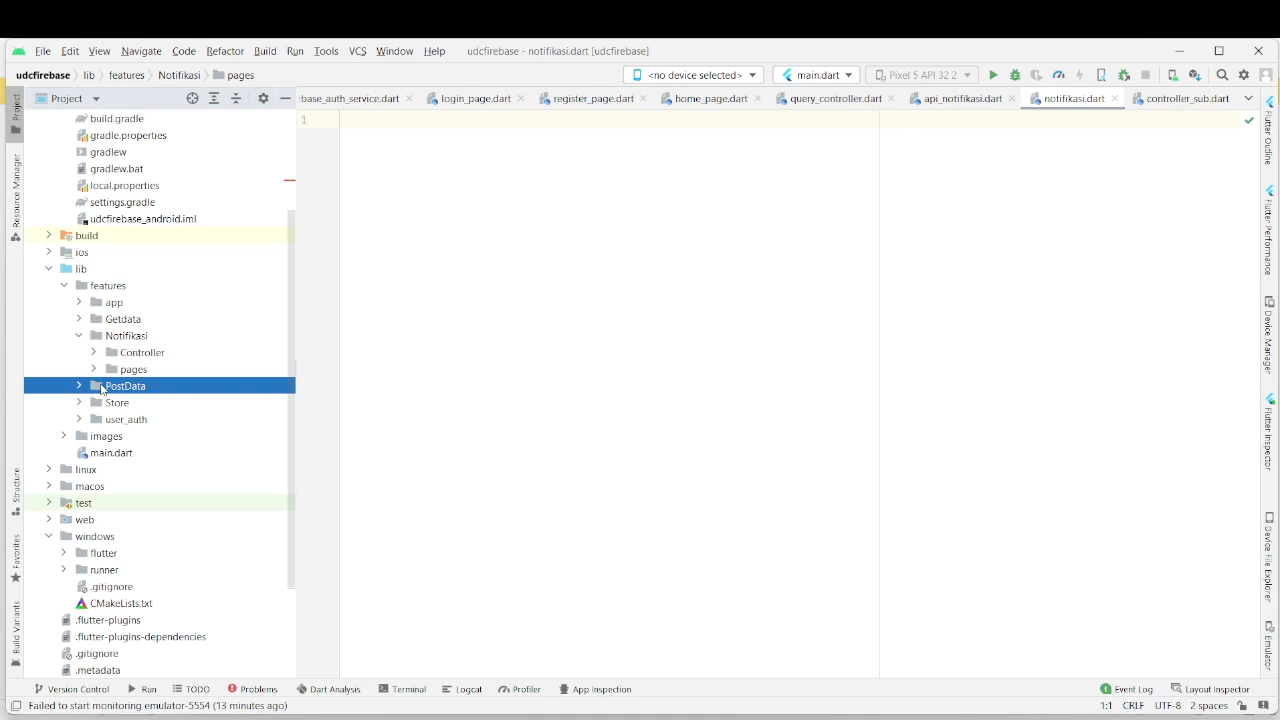 File Edit View Navigate Code Refactor Build Run Tools VCS Window Help udcfirebase - notifikasi.dart [udcfirebase]
udcfirebase lib features Notifikasi pages <no device selected> main.dart Pixel 5 API 32 2
Project -base_auth_service.dart login_page.dart register_page.dart home_page.dart query_controller.dart api_notifikasi.dart notifikasi.dart controller_sub.dart
1
build.gradle
gradle.properties
gradlew
gradlew.bat
local.properties
settings.gradle
udcfirebase_android.iml
build
ios
lib
features
app
Getdata
Notifikasi
Controller
pages
PostData
Store
user_auth
images
main.dart
linux
macos
test
web
windows
flutter
runner
.gitignore
CMakeLists.txt
.flutter-plugins
.flutter-plugins-dependencies
.gitignore
.metadata
Project
Resource Manager
Structure
Favorites
Build Variants
Flutter Outline
Flutter Performance
Device Manager
Flutter Inspector
Device File Explorer
Emulator
Version Control Run TODO Problems Dart Analysis Terminal Logcat Profiler App Inspection 1 Event Log Layout Inspector
Failed to start monitoring emulator-5554 (13 minutes ago) 1:1 CRLF UTF-8 2 spaces